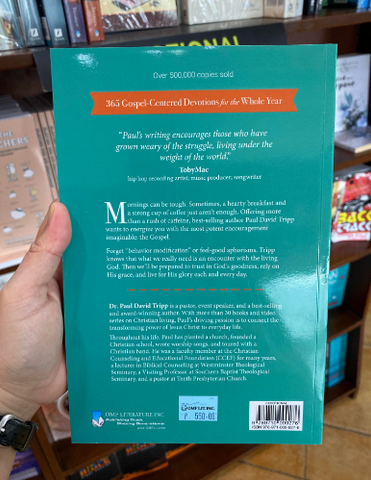 Over 500,000 copies sold
365 Gospel-Centered Devotions for the Whole Year
"Paul's writing encourages those who have
grown weary of the struggle, living under the
weight of the world."
TobyMac
hip-hop recording artist, music producer, songwriter
Mornings can be tough. Sometimes, a hearty breakfast and
a strong cup of coffee just aren't enough. Offering more
than a rush of caffeine, best-selling author Paul David Tripp
wants to energize you with the most potent encouragement
imaginable: the Gospel.
Forget "behavior modification" or feel-good aphorisms. Tripp
knows that what we really need is an encounter with the living
God. Then we'll be prepared to trust in God's goodness, rely on
His grace, and live for His glory each and every day.
Dr. Paul David Tripp is a pastor, event speaker, and a best-selling
and award-winning author. With more than 30 books and video
series on Christian living, Paul's driving passion is to connect the
transforming power of Jesus Christ to everyday life.
Throughout his life, Paul has planted a church, founded a
Christian school, wrote worship songs, and toured with a
Christian band. He was a faculty member at the Christian
Counseling and Educational Foundation (CCEF) for many years,
a lecturer in Biblical Counseling at Westminster Theological
Seminary, a Visiting Professor at Southern Baptist Theological
Seminary, and a pastor at Tenth Presbyterian Church.
OMF LITERATURE INC.